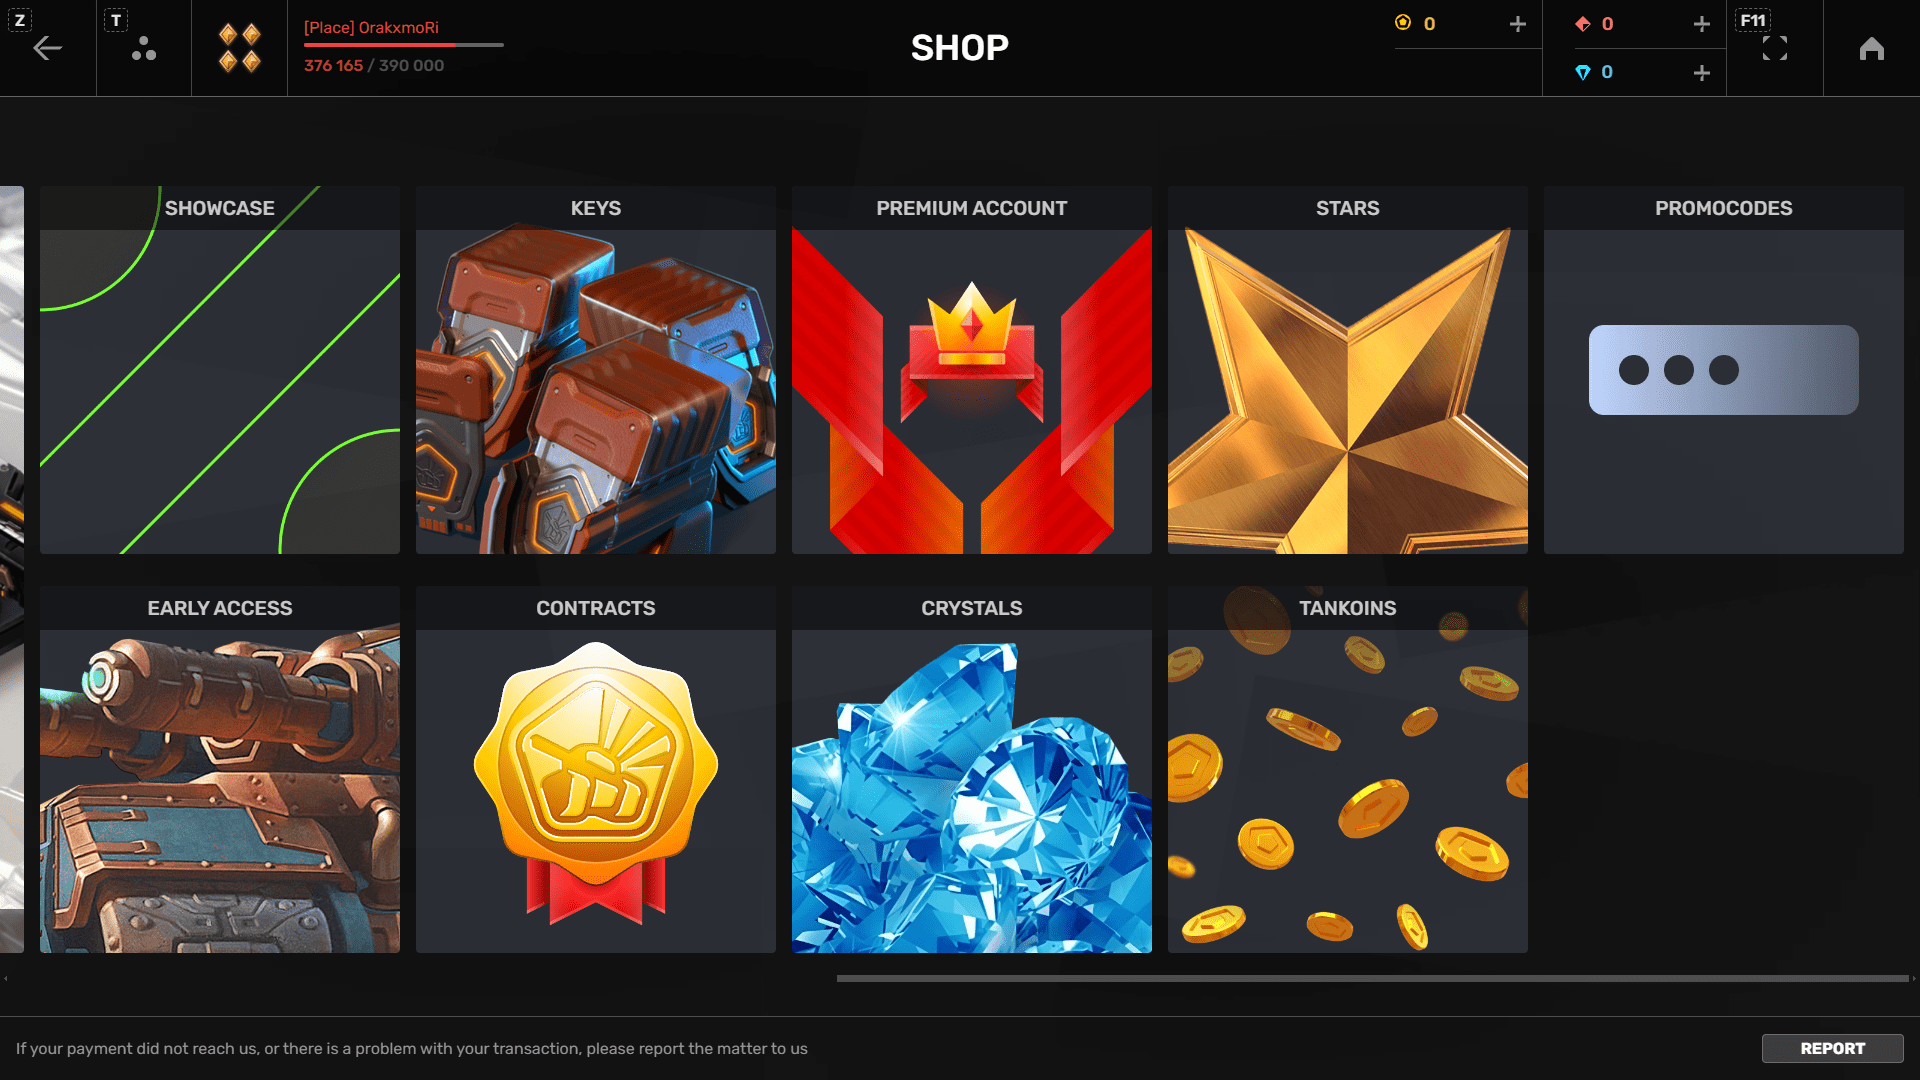 Z
T
[Place] OrakxmoRi
376 165 / 390 000
SHOP
0
0
0
F11
SHOWCASE
KEYS
PREMIUM ACCOUNT
STARS
PROMOCODES
EARLY ACCESS
CONTRACTS
CRYSTALS
TANKOINS
If your payment did not reach us, or there is a problem with your transaction, please report the matter to us
REPORT